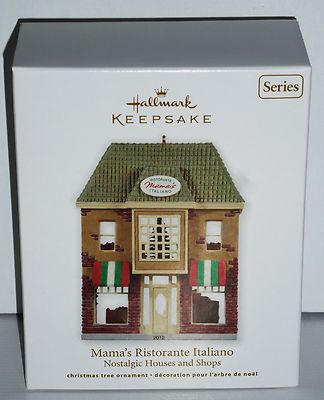 Series
Hallmark
KEEPSAKE
RISTORANTE
Mama's
ITALIANO
2012
Mama's Ristorante Italiano
Nostalgic Houses and Shops
christmas tree ornament • décoration pour l'arbre de noël